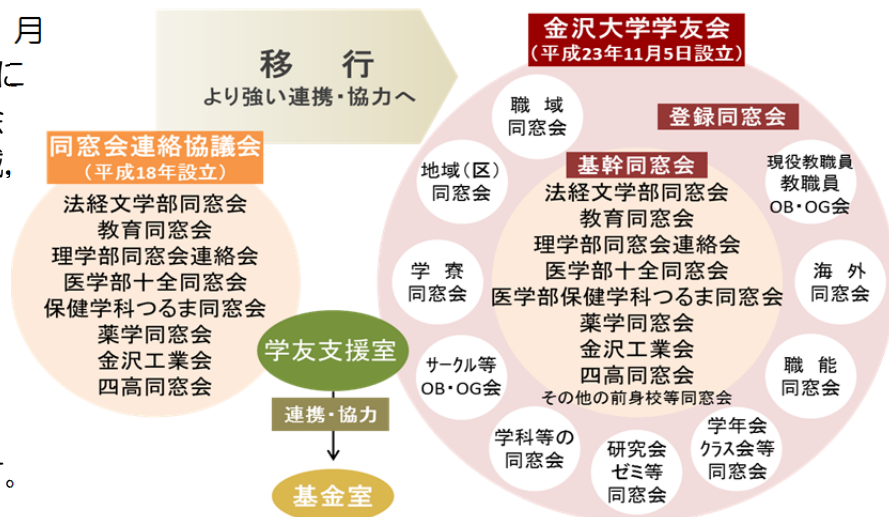 月
に
移　行
より強い連携・協力へ
同窓会連絡協議会
（平成18年設立）
法経文学部同窓会
教育同窓会
理学部同窓会連絡会
医学部十全同窓会
保健学科つるま同窓会
薬学同窓会
金沢工業会
四高同窓会
学友支援室
連携・協力
基金室
金沢大学学友会
（平成23年11月5日設立）
登録同窓会
基幹同窓会
法経文学部同窓会
教育同窓会
理学部同窓会連絡会
医学部十全同窓会
医学部保健学科つるま同窓会
薬学同窓会
金沢工業会
四高同窓会
その他の前身校等同窓会
職 域
同窓会
地域（区）
同窓会
学 寮
同窓会
サークル等
OB・OG会
学科等の
同窓会
研究会
ゼミ等
同窓会
学年会
クラス会等
同窓会
職 能
同窓会
海 外
同窓会
現役教職員
教職員
OB・OG会
。